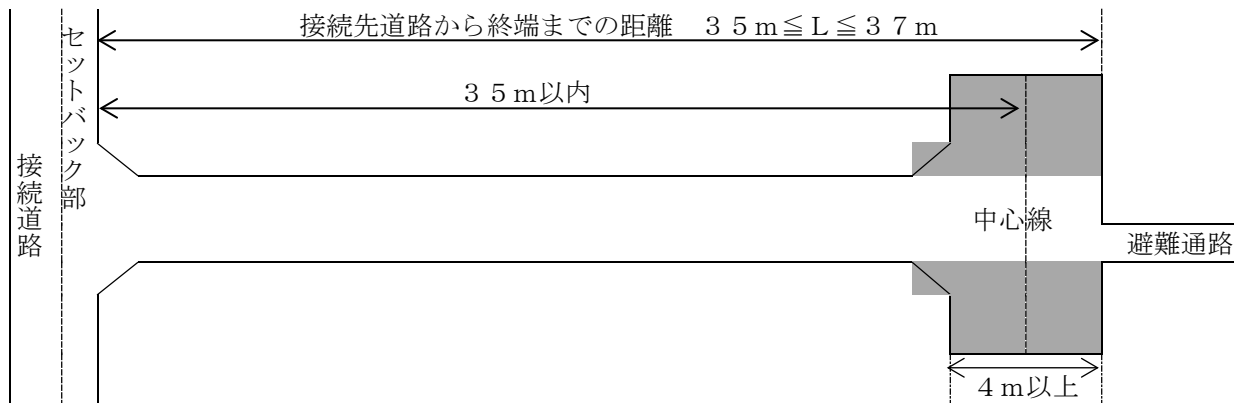 接続先道路から終端までの距離　３５ｍ≦Ｌ≦３７ｍ
３５ｍ以内
セットバック部
接続道路
中心線
避難通路
４ｍ以上